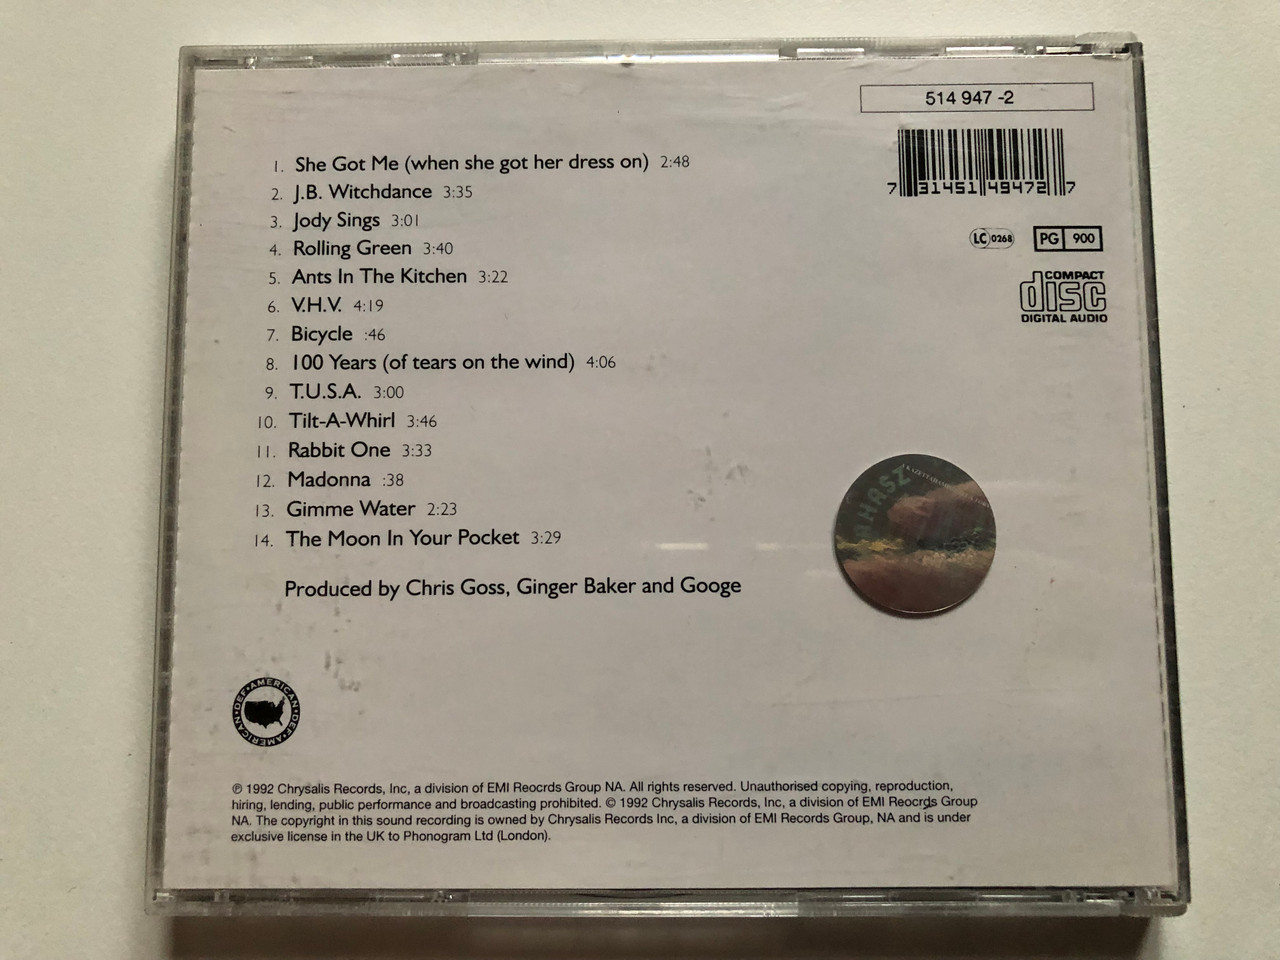 514 947 -2
7 31451 49472 7
LC 0268
PG 900
COMPACT
disc
DIGITAL AUDIO
1. She Got Me (when she got her dress on) 2:48
2. J.B. Witchdance 3:35
3. Jody Sings 3:01
4. Rolling Green 3:40
5. Ants In The Kitchen 3:22
6. V.H.V. 4:19
7. Bicycle :46
8. 100 Years (of tears on the wind) 4:06
9. T.U.S.A. 3:00
10. Tilt-A-Whirl 3:46
11. Rabbit One 3:33
12. Madonna :38
13. Gimme Water 2:23
14. The Moon In Your Pocket 3:29
Produced by Chris Goss, Ginger Baker and Googe
AHASZ
DEF·AMERICAN·DEF·AMERICAN·
℗ 1992 Chrysalis Records, Inc, a division of EMI Reocrds Group NA. All rights reserved. Unauthorised copying, reproduction,
hiring, lending, public performance and broadcasting prohibited. © 1992 Chrysalis Records, Inc, a division of EMI Reocrds Group
NA. The copyright in this sound recording is owned by Chrysalis Records Inc, a division of EMI Records Group, NA and is under
exclusive license in the UK to Phonogram Ltd (London).